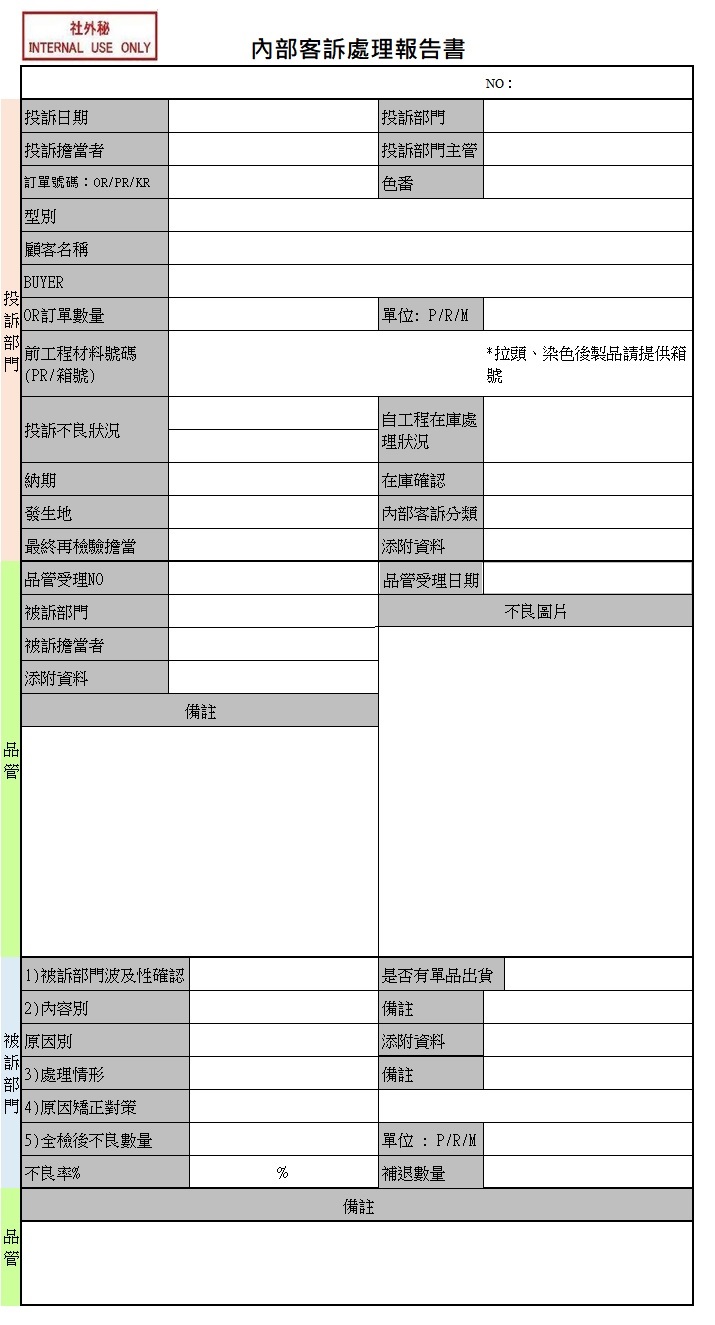 社外秘
INTERNAL USE ONLY
內部客訴處理報告書
NO：
投訴部門
投訴日期
投訴部門
投訴擔當者
投訴部門主管
訂單號碼：OR/PR/KR
色番
型別
顧客名稱
BUYER
OR訂單數量
單位: P/R/M
前工程材料號碼
(PR/箱號)
*拉頭、染色後製品請提供箱
號
投訴不良狀況
自工程在庫處
理狀況
納期
在庫確認
發生地
內部客訴分類
最終再檢驗擔當
添附資料
品管
品管受理NO
品管受理日期
被訴部門
不良圖片
被訴擔當者
添附資料
備註
被訴部門
1)被訴部門波及性確認
是否有單品出貨
2)內容別
備註
原因別
添附資料
3)處理情形
備註
4)原因矯正對策
5)全檢後不良數量
單位 : P/R/M
不良率%
%
補退數量
品管
備註